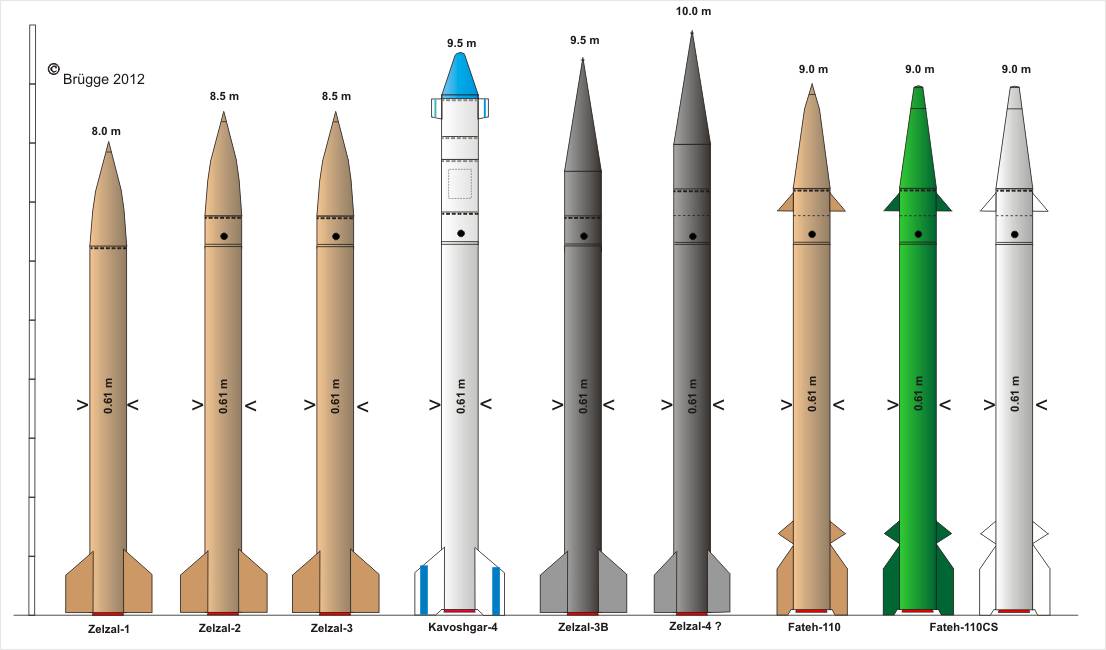 10.0 m
9.5 m
9.5 m
© Brügge 2012
9.0 m
9.0 m
9.0 m
8.5 m
8.5 m
8.0 m
> 0.61 m <
> 0.61 m <
> 0.61 m <
> 0.61 m <
> 0.61 m <
> 0.61 m <
> 0.61 m <
> 0.61 m <
> 0.61 m <
Zelzal-1
Zelzal-2
Zelzal-3
Kavoshgar-4
Zelzal-3B
Zelzal-4 ?
Fateh-110
Fateh-110CS